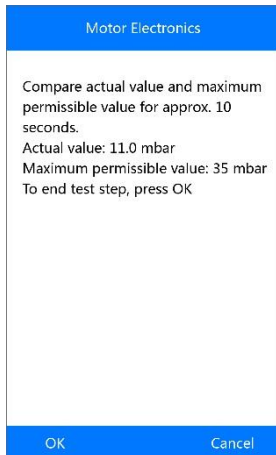 Motor Electronics
Compare actual value and maximum
permissible value for approx. 10
seconds.
Actual value: 11.0 mbar
Maximum permissible value: 35 mbar
To end test step, press OK
OK
Cancel